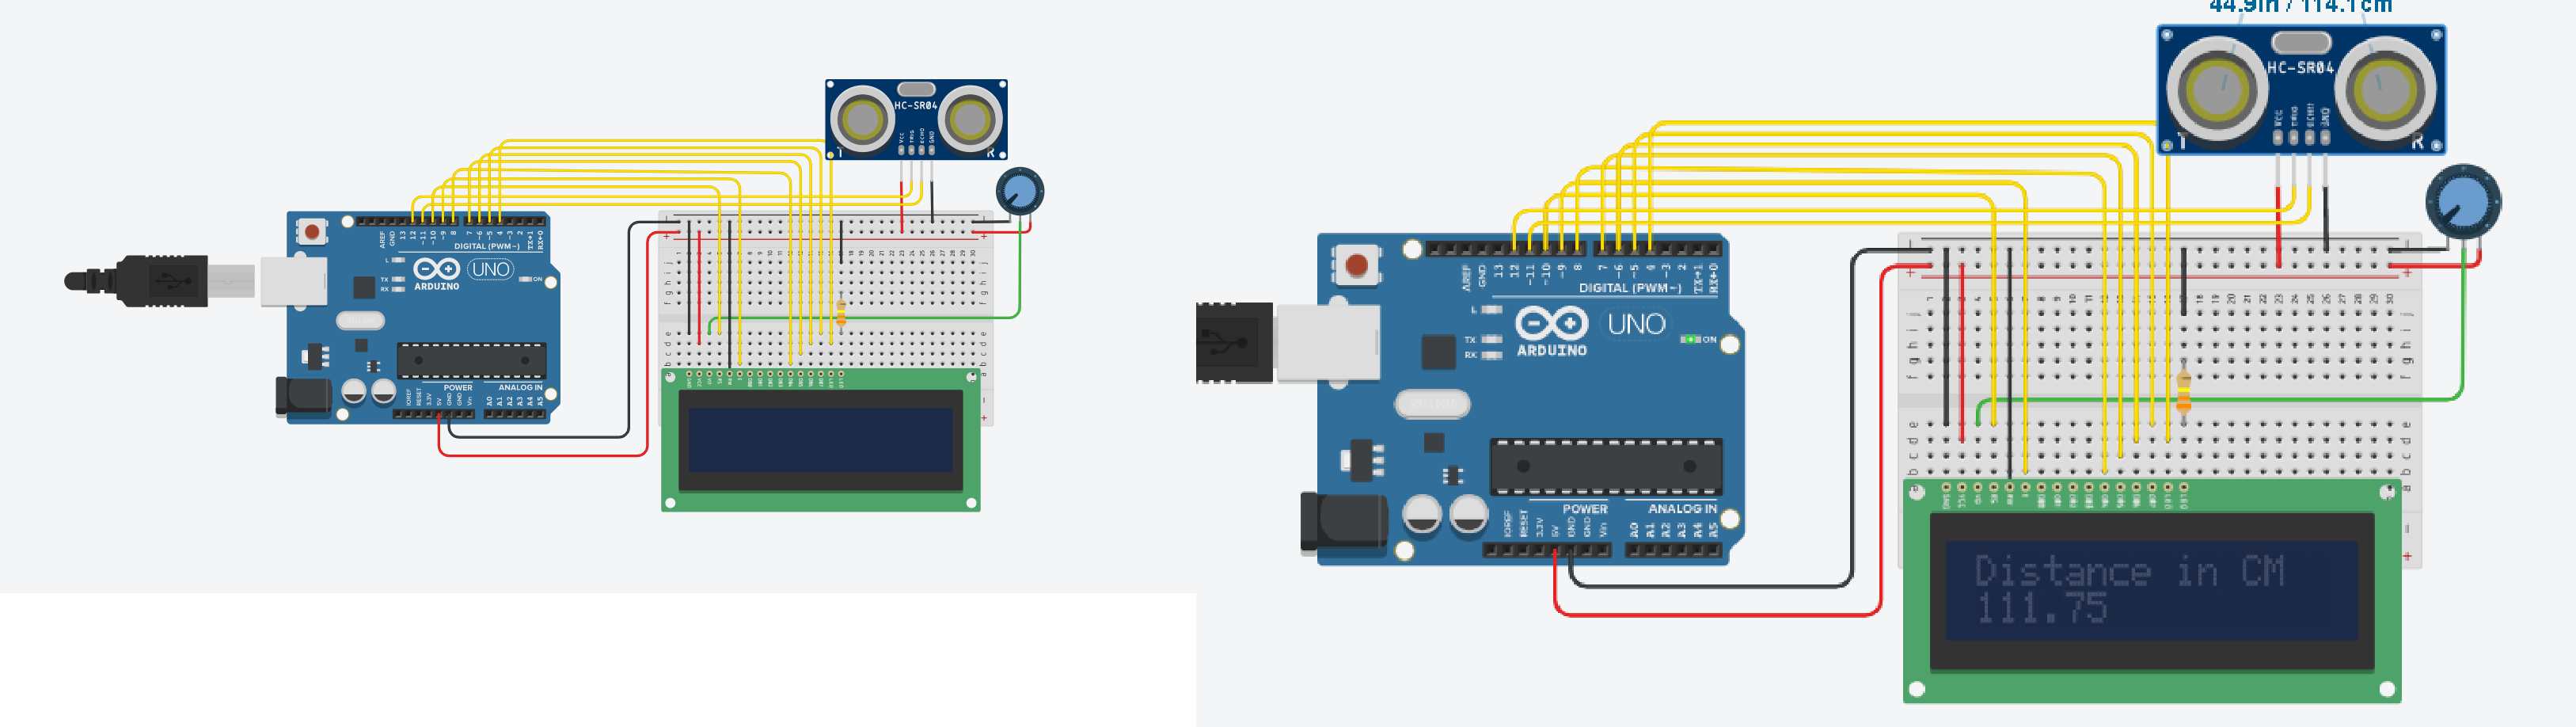 HC-SR04
VCC
TRIG
ECHO
GND
T
R
AREF
GND
13
12
~11
~10
~9
8
7
~6
~5
4
~3
2
TX→1
RX←0
DIGITAL (PWM~)
L
TX
RX
UNO
ARDUINO
ON
POWER
ANALOG IN
IOREF
RESET
3.3V
5V
GND
GND
Vin
A0
A1
A2
A3
A4
A5
44.9in / 114.1cm
HC-SR04
VCC
TRIG
ECHO
GND
T
R
AREF
GND
13
12
~11
~10
~9
8
7
~6
~5
4
~3
2
TX→1
RX←0
DIGITAL (PWM~)
L
TX
RX
UNO
ARDUINO
ON
POWER
ANALOG IN
IOREF
RESET
3.3V
5V
GND
GND
Vin
A0
A1
A2
A3
A4
A5
Distance in CM
111.75